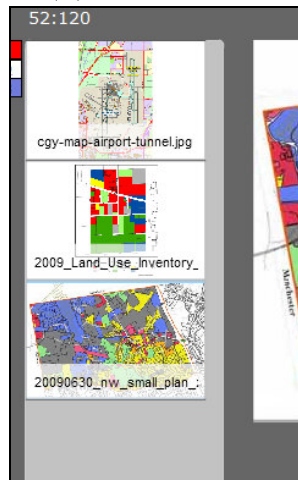 52:120
cgy-map-airport-tunnel.jpg
2009_Land_Use_Inventory_
20090630_nw_small_plan_:
Manchester